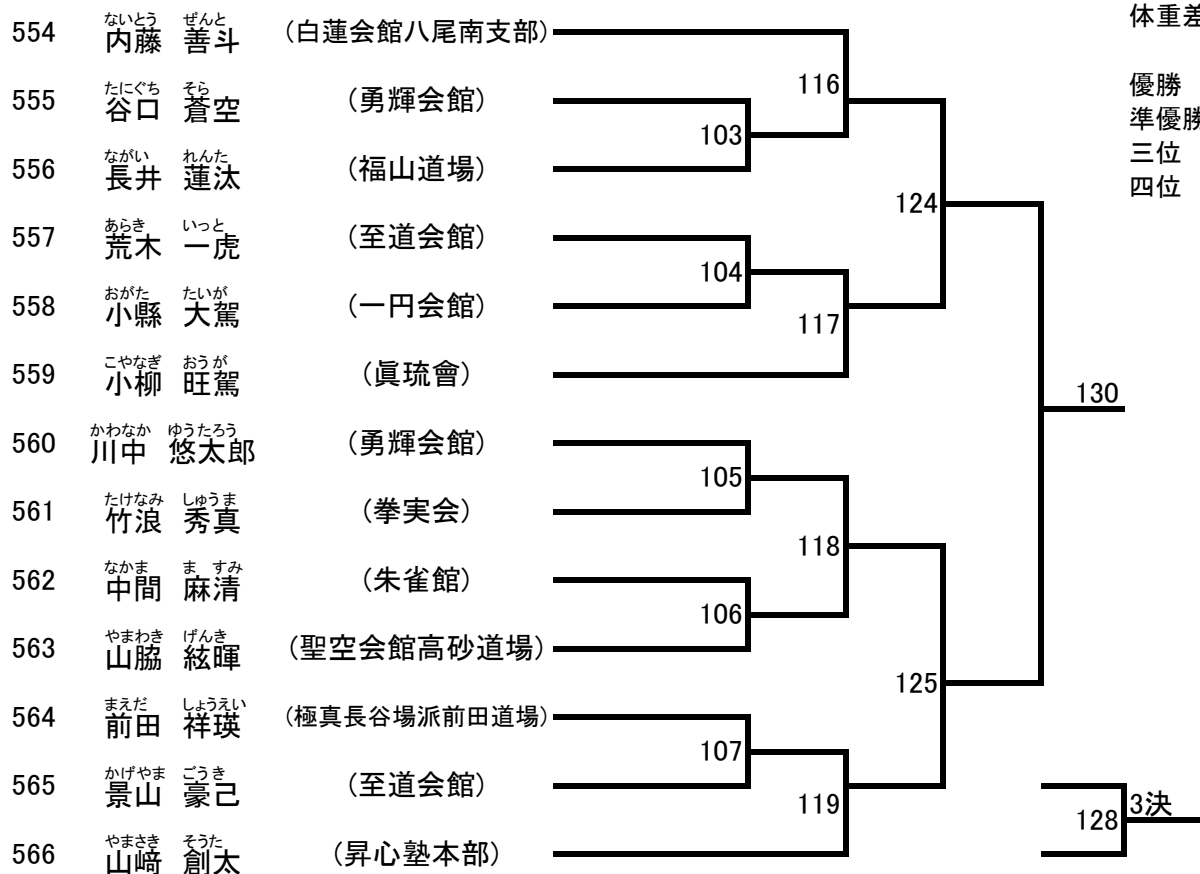 体重差
ないとう ぜんと
554 内藤 善斗 (白蓮会館八尾南支部)
116
優勝
たにぐち そら
555 谷口 蒼空 (勇輝会館)
準優勝
103
三位
ながい れんた
556 長井 蓮汰 (福山道場)
四位
124
あらき いっと
557 荒木 一虎 (至道会館)
104
おがた たいが
558 小縣 大駕 (一円会館)
117
こやなぎ おうが
559 小柳 旺駕 (眞琉會)
130
かわなか ゆうたろう
560 川中 悠太郎 (勇輝会館)
105
たけなみ しゅうま
561 竹浪 秀真 (拳実会)
118
なかま ま すみ
562 中間 麻清 (朱雀館)
106
やまわき げんき
563 山脇 絃暉 (聖空会館高砂道場)
125
まえだ しょうえい
564 前田 祥瑛 (極真長谷場派前田道場)
107
かげやま ごうき
565 景山 豪己 (至道会館)
119
128 3決
やまさき そうた
566 山﨑 創太 (昇心塾本部)